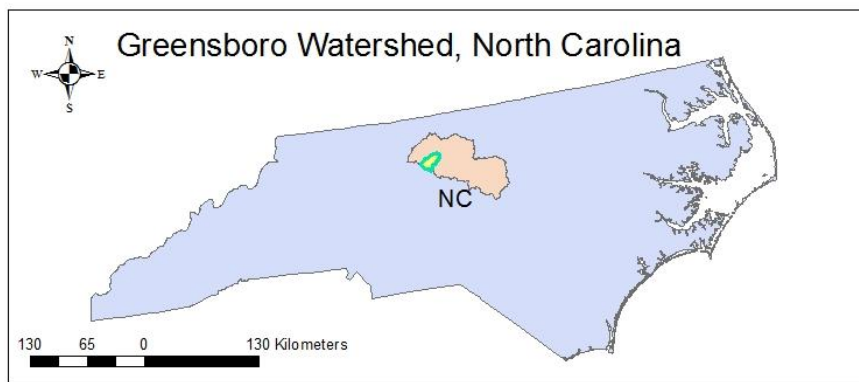 Greensboro Watershed, North Carolina
N
W E
S
NC
130 65 0 130 Kilometers